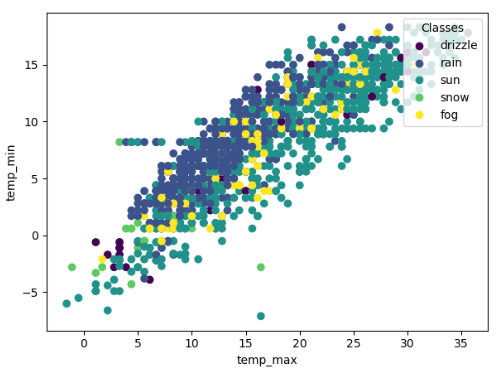 Classes
drizzle
rain
sun
snow
fog
temp_min
15
10
5
0
−5
0
5
10
15
20
25
30
35
temp_max